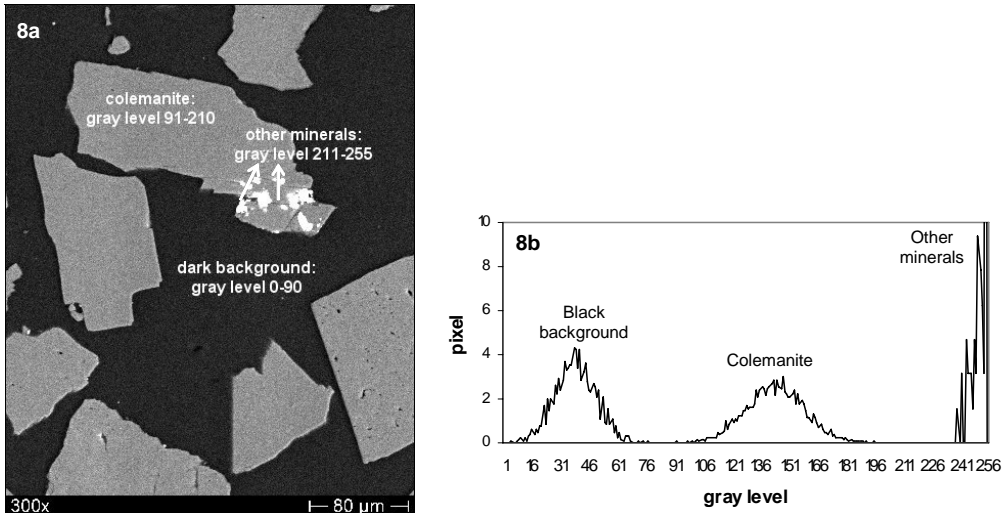 8a
colemanite:
gray level 91-210
other minerals:
gray level 211-255
dark background:
gray level 0-90
300x
80 µm
8b
10
8
6
4
2
0
pixel
Black
background
Colemanite
Other
minerals
1 16 31 46 61 76 91 106 121 136 151 166 181 196 211 226 241 256
gray level